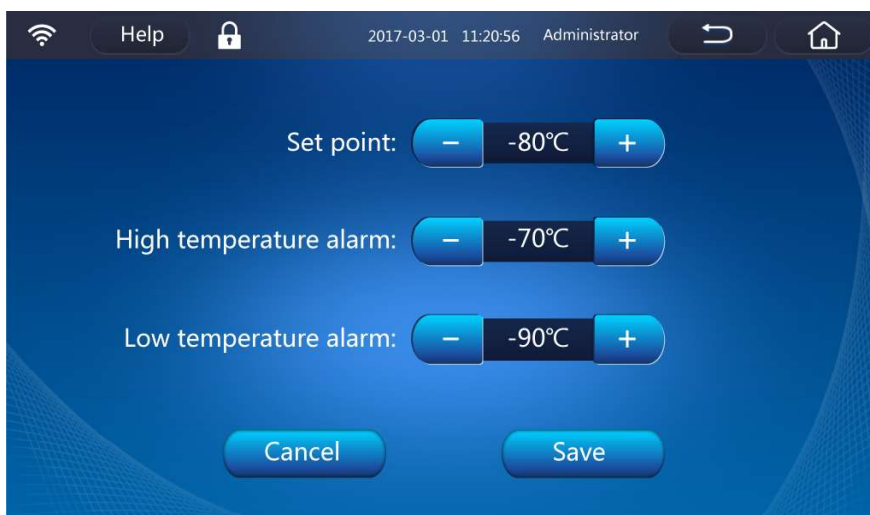 Help 2017-03-01 11:20:56 Administrator
Set point: − -80℃ +
High temperature alarm: − -70℃ +
Low temperature alarm: − -90℃ +
Cancel Save